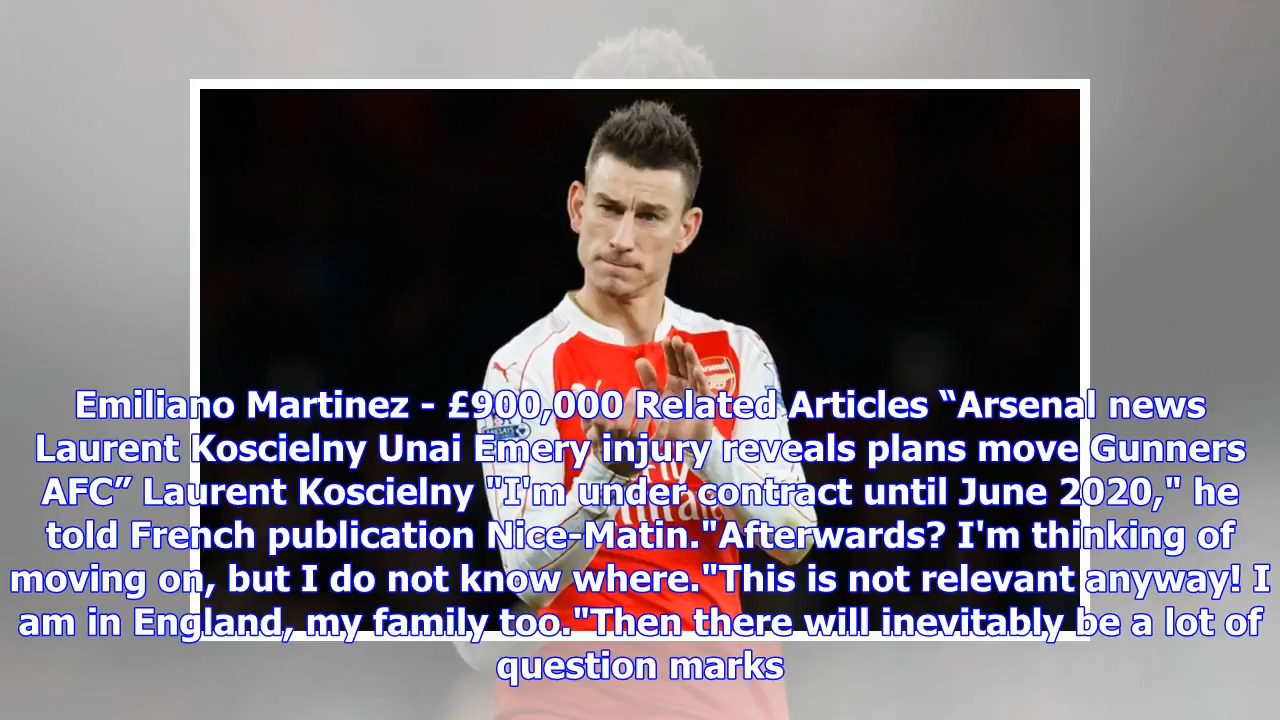 Emiliano Martinez - £900,000 Related Articles “Arsenal news
Laurent Koscielny Unai Emery injury reveals plans move Gunners
AFC” Laurent Koscielny "I'm under contract until June 2020," he
told French publication Nice-Matin."Afterwards? I'm thinking of
moving on, but I do not know where."This is not relevant anyway! I
am in England, my family too."Then there will inevitably be a lot of
question marks
Arsenal
Fly
Emirates